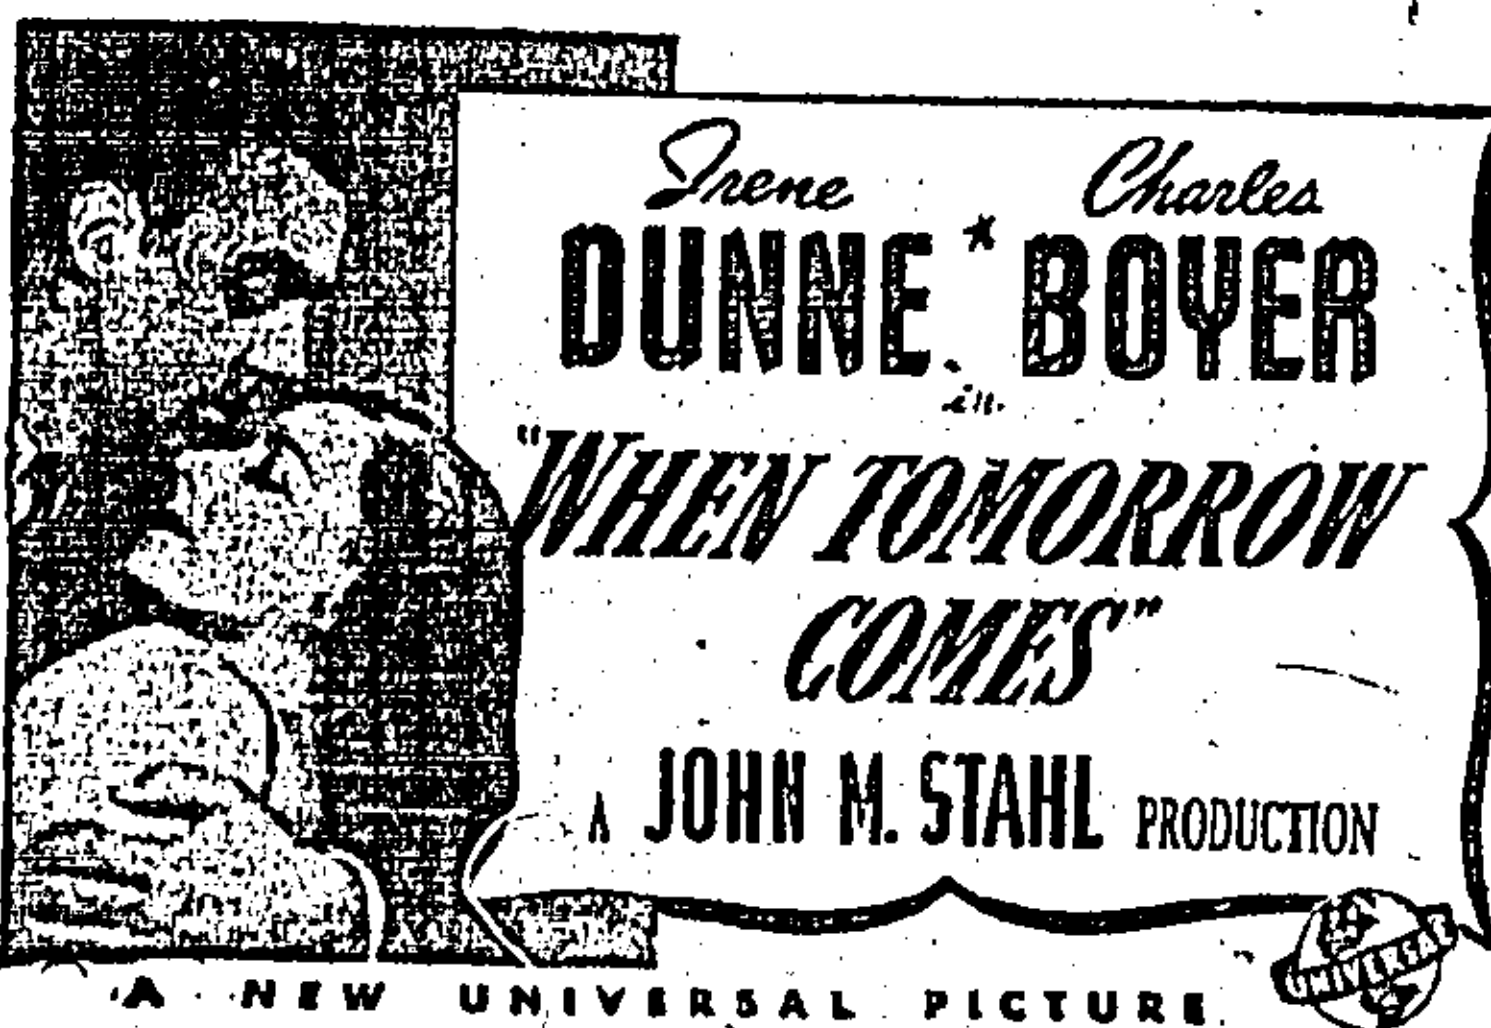 Irene Charles
DUNNE * BOYER
in
"WHEN TOMORROW
COMES"
A JOHN M. STAHL PRODUCTION
A NEW UNIVERSAL PICTURE
UNIVERSAL